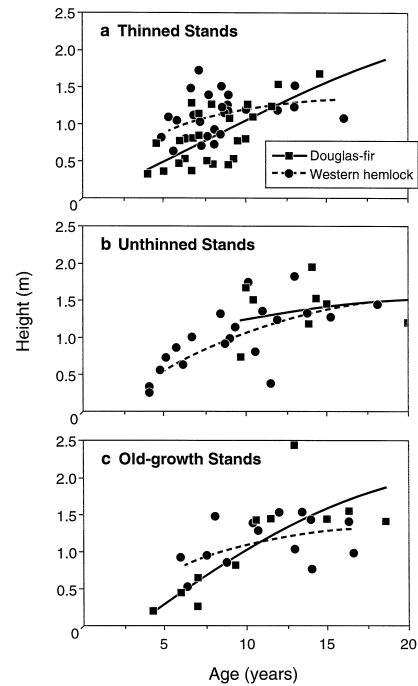 a Thinned Stands
2.5
2.0
1.5
1.0
0.5
0
Douglas-fir
Western hemlock
b Unthinned Stands
2.5
2.0
1.5
1.0
0.5
0
Height (m)
c Old-growth Stands
2.5
2.0
1.5
1.0
0.5
0
5 10 15 20
Age (years)